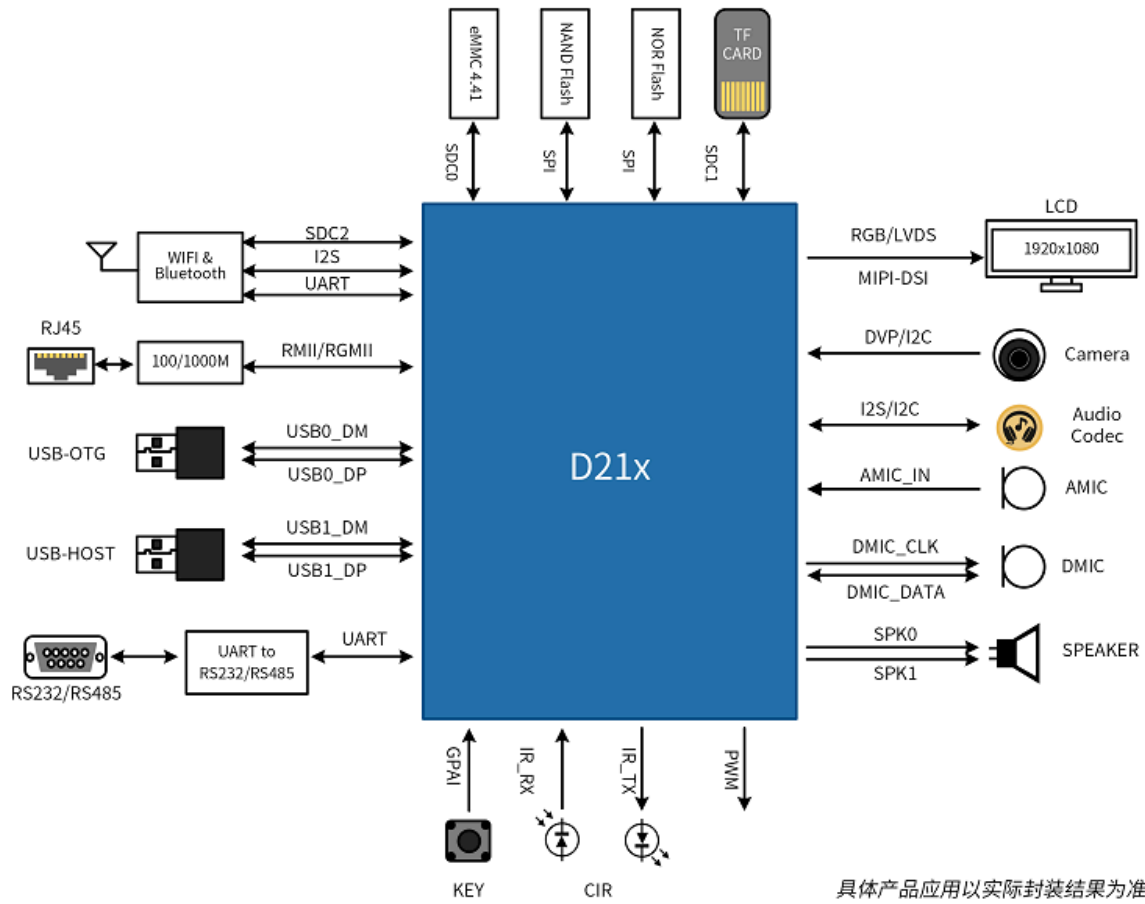 eMMC 4.41
NAND Flash
NOR Flash
TF
CARD
SDC0
SPI
SPI
SDC1
WIFI &
Bluetooth
SDC2
I2S
UART
RJ45
100/1000M
RMII/RGMII
USB-OTG
USB0_DM
USB0_DP
USB-HOST
USB1_DM
USB1_DP
RS232/RS485
UART to
RS232/RS485
UART
D21x
RGB/LVDS
MIPI-DSI
LCD
1920x1080
DVP/I2C
Camera
I2S/I2C
Audio
Codec
AMIC_IN
AMIC
DMIC_CLK
DMIC_DATA
DMIC
SPK0
SPK1
SPEAKER
GPAI
IR_RX
IR_TX
PWM
KEY
CIR
具体产品应用以实际封装结果为准